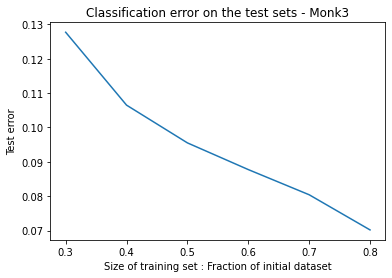 Classification error on the test sets - Monk3
0.13
0.12
0.11
0.10
0.09
0.08
0.07
Test error
0.3 0.4 0.5 0.6 0.7 0.8
Size of training set : Fraction of initial dataset